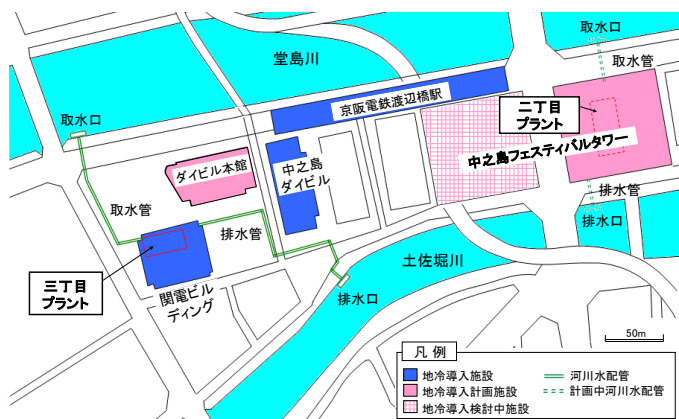 取水口
取水管
堂島川
京阪電鉄渡辺橋駅
二丁目
プラント
取水口
中之島フェスティバルタワー
ダイビル本館
中之島
ダイビル
取水管
排水管
排水管
排水口
土佐堀川
三丁目
プラント
関電ビル
ディング
排水口
50m
凡 例
地冷導入施設
地冷導入計画施設
地冷導入検討中施設
河川水配管
計画中河川水配管